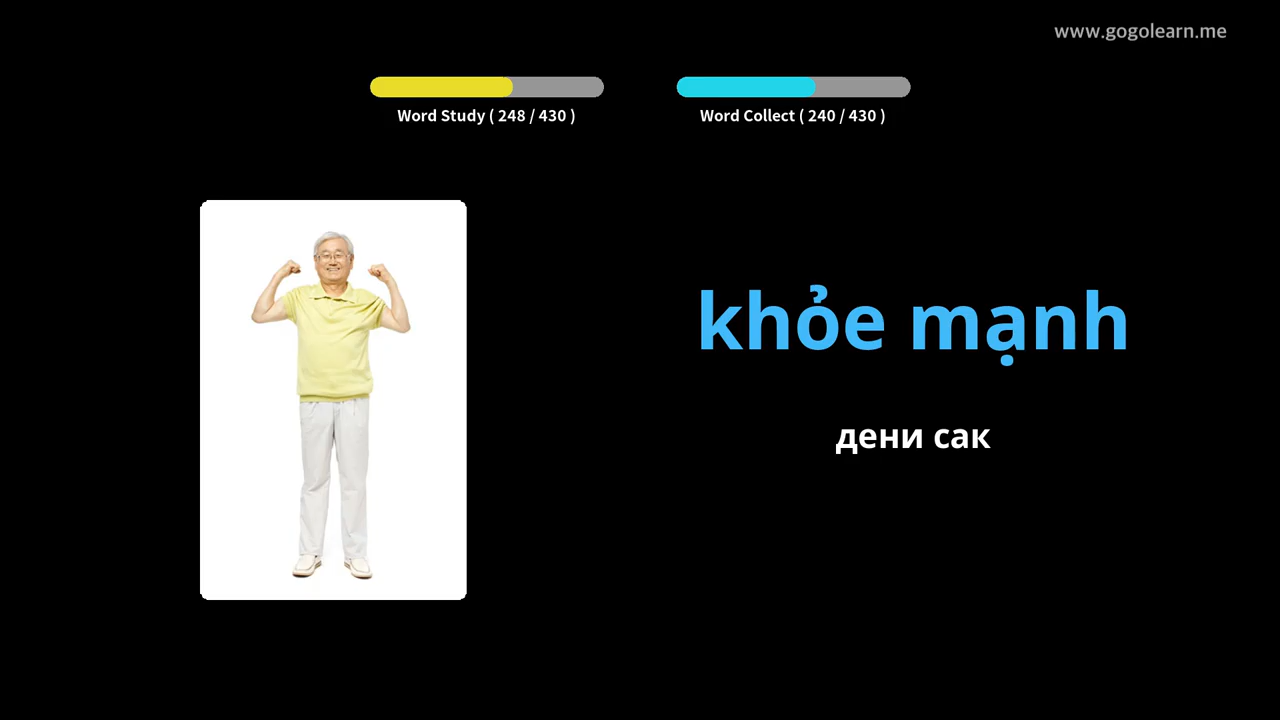 www.gogolearn.me
Word Study ( 248 / 430 )
Word Collect ( 240 / 430 )
khỏe mạnh
дени сак